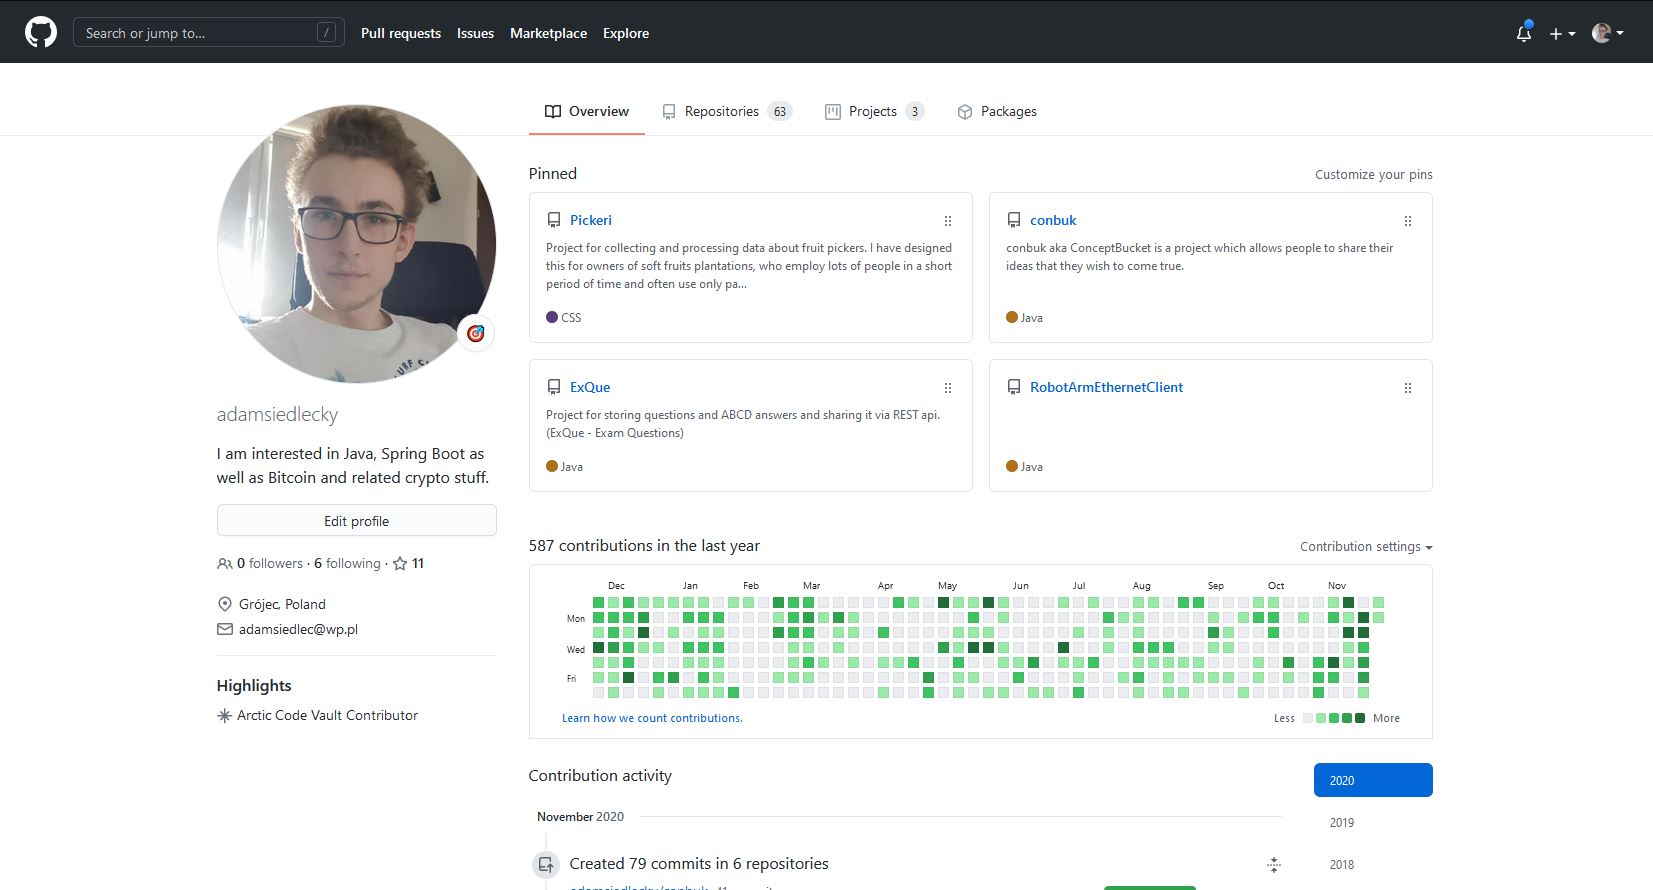 Search or jump to...
/
Pull requests
Issues
Marketplace
Explore
Overview
Repositories 63
Projects 3
Packages
adamsiedlecky
I am interested in Java, Spring Boot as
well as Bitcoin and related crypto stuff.
Edit profile
0 followers · 6 following · 11
Grójec, Poland
adamsiedlec@wp.pl
Highlights
Arctic Code Vault Contributor
Pinned
Customize your pins
Pickeri
Project for collecting and processing data about fruit pickers. I have designed
this for owners of soft fruits plantations, who employ lots of people in a short
period of time and often use only pa...
CSS
conbuk
conbuk aka ConceptBucket is a project which allows people to share their
ideas that they wish to come true.
Java
ExQue
Project for storing questions and ABCD answers and sharing it via REST api.
(ExQue - Exam Questions)
Java
RobotArmEthernetClient
Java
587 contributions in the last year
Contribution settings
Dec Jan Feb Mar Apr May Jun Jul Aug Sep Oct Nov
Mon
Wed
Fri
Learn how we count contributions.
Less More
Contribution activity
2020
2019
2018
November 2020
Created 79 commits in 6 repositories